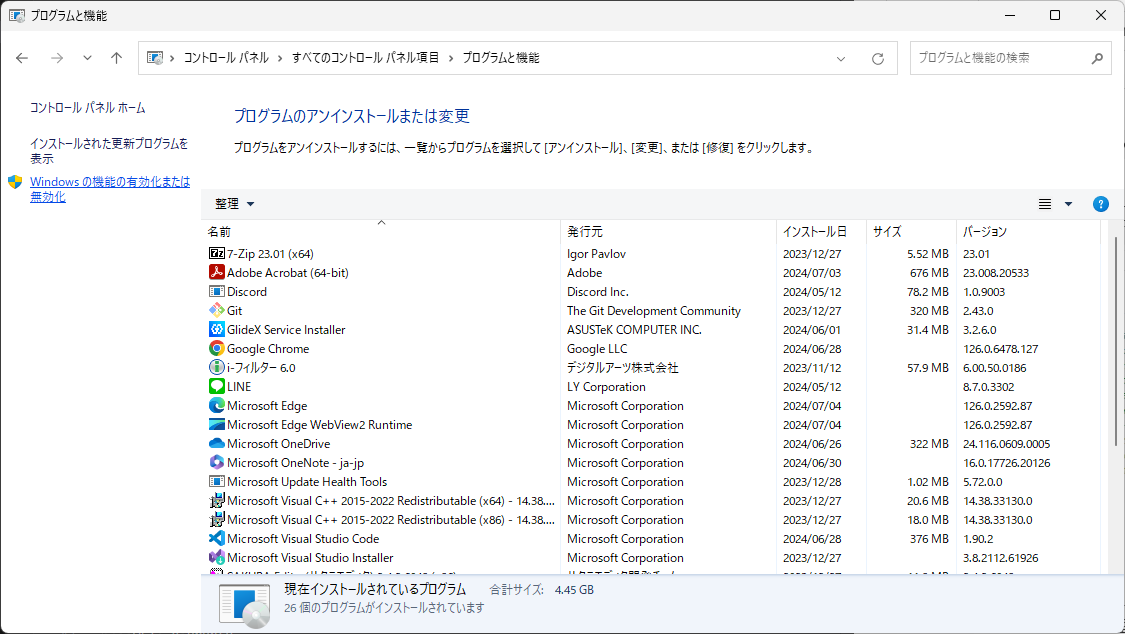 プログラムと機能
コントロール パネル › すべてのコントロール パネル項目 › プログラムと機能
プログラムと機能の検索
コントロール パネル ホーム
インストールされた更新プログラムを
表示
Windows の機能の有効化または
無効化
プログラムのアンインストールまたは変更
プログラムをアンインストールするには、一覧からプログラムを選択して [アンインストール]、[変更]、または [修復] をクリックします。
整理
名前 発行元 インストール日 サイズ バージョン
7-Zip 23.01 (x64) Igor Pavlov 2023/12/27 5.52 MB 23.01
Adobe Acrobat (64-bit) Adobe 2024/07/03 676 MB 23.008.20533
Discord Discord Inc. 2024/05/12 78.2 MB 1.0.9003
Git The Git Development Community 2023/12/27 320 MB 2.43.0
GlideX Service Installer ASUSTeK COMPUTER INC. 2024/06/01 31.4 MB 3.2.6.0
Google Chrome Google LLC 2024/06/28 126.0.6478.127
i-フィルター 6.0 デジタルアーツ株式会社 2023/11/12 57.9 MB 6.00.50.0186
LINE LY Corporation 2024/05/12 8.7.0.3302
Microsoft Edge Microsoft Corporation 2024/07/04 126.0.2592.87
Microsoft Edge WebView2 Runtime Microsoft Corporation 2024/07/04 126.0.2592.87
Microsoft OneDrive Microsoft Corporation 2024/06/26 322 MB 24.116.0609.0005
Microsoft OneNote - ja-jp Microsoft Corporation 2024/06/30 16.0.17726.20126
Microsoft Update Health Tools Microsoft Corporation 2023/12/28 1.02 MB 5.72.0.0
Microsoft Visual C++ 2015-2022 Redistributable (x64) - 14.38.... Microsoft Corporation 2023/12/27 20.6 MB 14.38.33130.0
Microsoft Visual C++ 2015-2022 Redistributable (x86) - 14.38.... Microsoft Corporation 2023/12/27 18.0 MB 14.38.33130.0
Microsoft Visual Studio Code Microsoft Corporation 2024/06/28 376 MB 1.90.2
Microsoft Visual Studio Installer Microsoft Corporation 2023/12/27 3.8.2112.61926
現在インストールされているプログラム 合計サイズ: 4.45 GB
26 個のプログラムがインストールされています